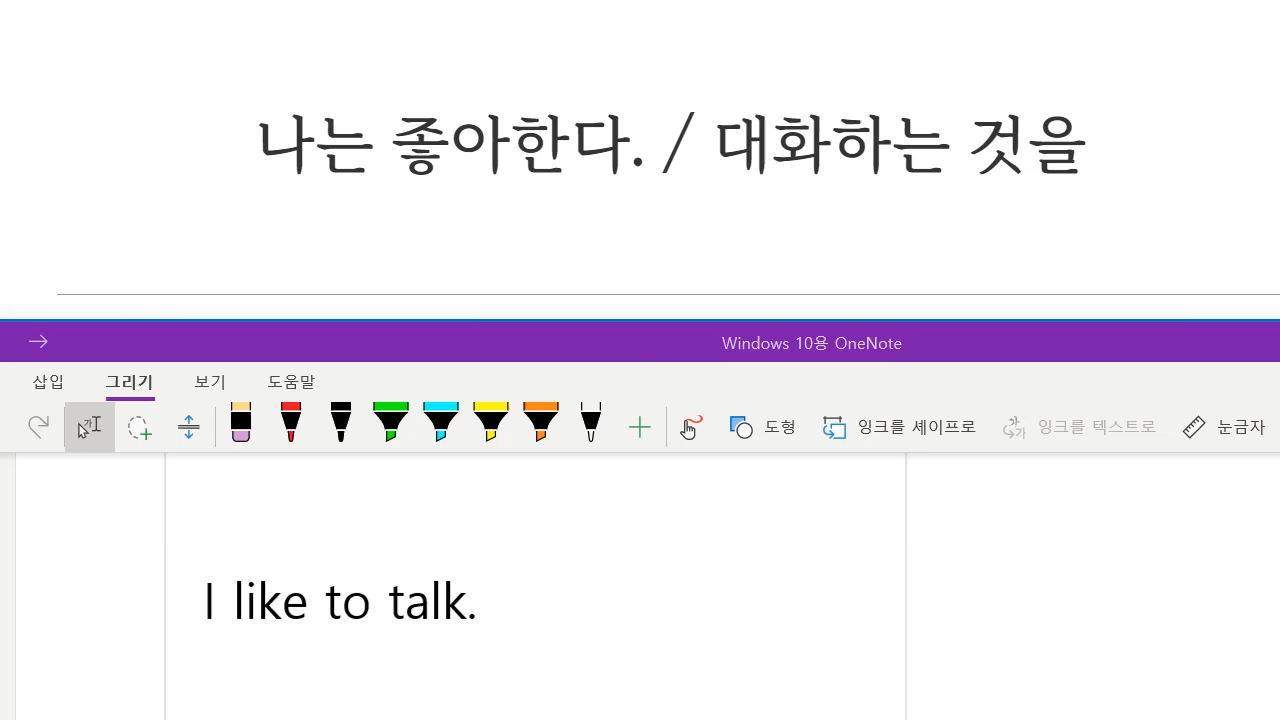 나는 좋아한다. / 대화하는 것을
Windows 10용 OneNote
삽입 그리기 보기 도움말
도형 잉크를 셰이프로 잉크를 텍스트로 눈금자
I like to talk.